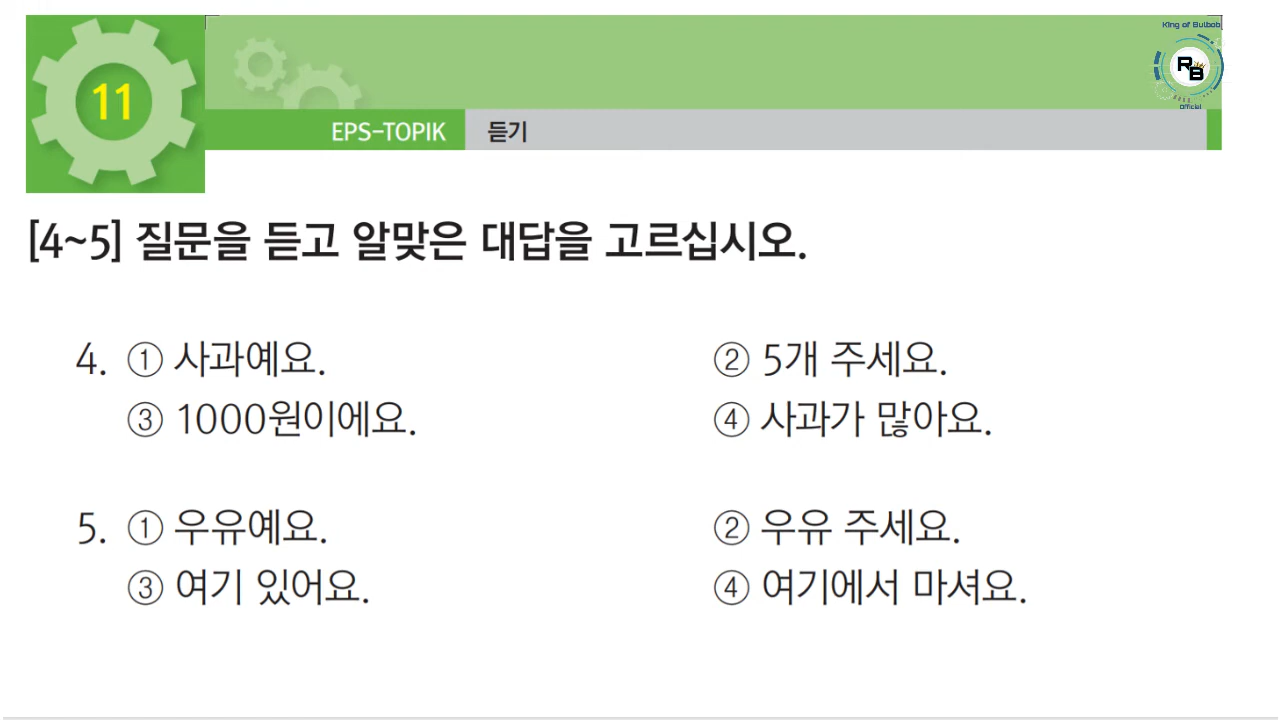 King of Bulbob
RB
Official
11
EPS-TOPIK 듣기
[4~5] 질문을 듣고 알맞은 대답을 고르십시오.
4. ① 사과예요. ② 5개 주세요.
③ 1000원이에요. ④ 사과가 많아요.
5. ① 우유예요. ② 우유 주세요.
③ 여기 있어요. ④ 여기에서 마셔요.